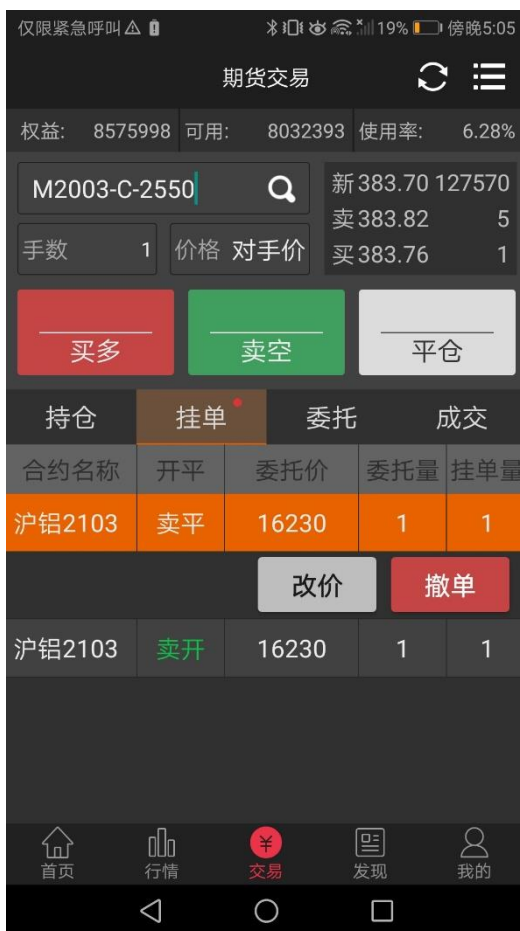 仅限紧急呼叫 19% 傍晚5:05
期货交易
权益: 8575998 可用: 8032393 使用率: 6.28%
M2003-C-2550
新 383.70 127570
卖 383.82 5
手数 1 价格 对手价
买 383.76 1
买多 卖空 平仓
持仓 挂单 委托 成交
合约名称 开平 委托价 委托量 挂单量
沪铝2103 卖平 16230 1 1
改价 撤单
沪铝2103 卖开 16230 1 1
¥
首页 行情 交易 发现 我的